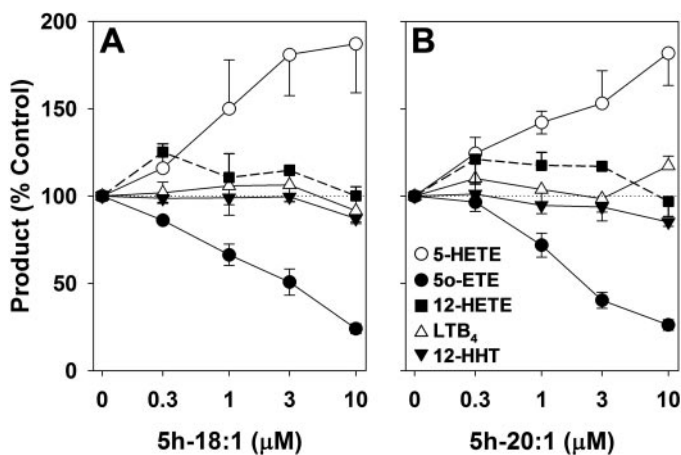 A
B
Product (% Control)
200
150
100
50
0
5-HETE
5o-ETE
12-HETE
LTB₄
12-HHT
0 0.3 1 3 10
0 0.3 1 3 10
5h-18:1 (μM)
5h-20:1 (μM)